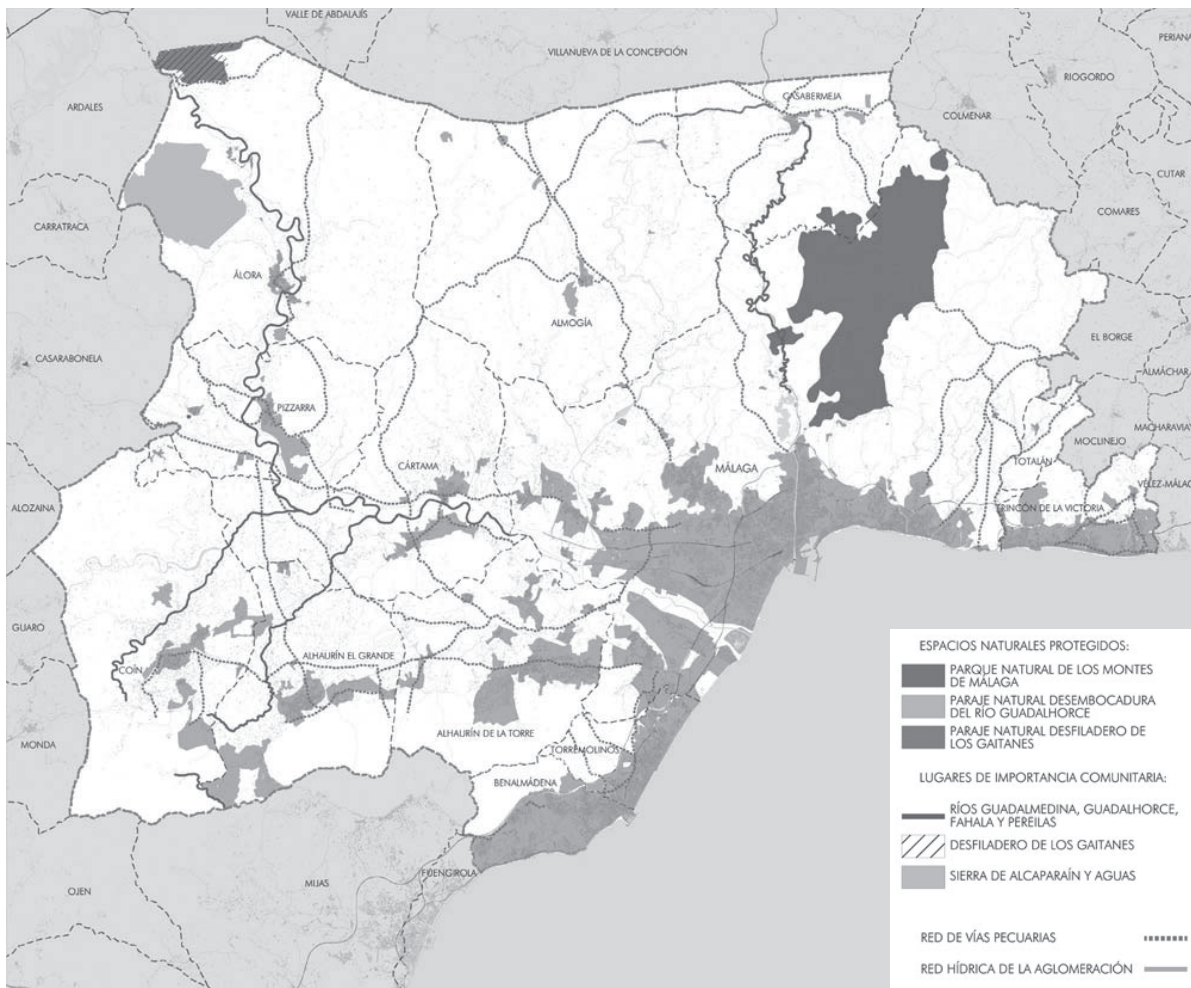 VALLE DE ABDALAJÍS
VILLANUEVA DE LA CONCEPCIÓN
PERIANA
RIOGORDO
ARDALES
CASABERMEJA
COLMENAR
CUTAR
CARRATRACA
COMARES
ÁLORA
ALMOGÍA
EL BORGE
CASARABONELA
ALMÁCHAR
PIZZARRA
MACHARAVIA
MOCLINEJO
CÁRTAMA
MÁLAGA
TOTALÁN
VÉLEZ-MÁLAG
ALOZAINA
RINCÓN DE LA VICTORIA
GUARO
ALHAURÍN EL GRANDE
COÍN
ALHAURÍN DE LA TORRE
MONDA
TORREMOLINOS
BENALMÁDENA
FUENGIROLA
MIJAS
OJEN
ESPACIOS NATURALES PROTEGIDOS:
PARQUE NATURAL DE LOS MONTES
DE MÁLAGA
PARAJE NATURAL DESEMBOCADURA
DEL RÍO GUADALHORCE
PARAJE NATURAL DESFILADERO DE
LOS GAITANES
LUGARES DE IMPORTANCIA COMUNITARIA:
RÍOS GUADALMEDINA, GUADALHORCE,
FAHALA Y PEREILAS
DESFILADERO DE LOS GAITANES
SIERRA DE ALCAPARAÍN Y AGUAS
RED DE VÍAS PECUARIAS
RED HÍDRICA DE LA AGLOMERACIÓN